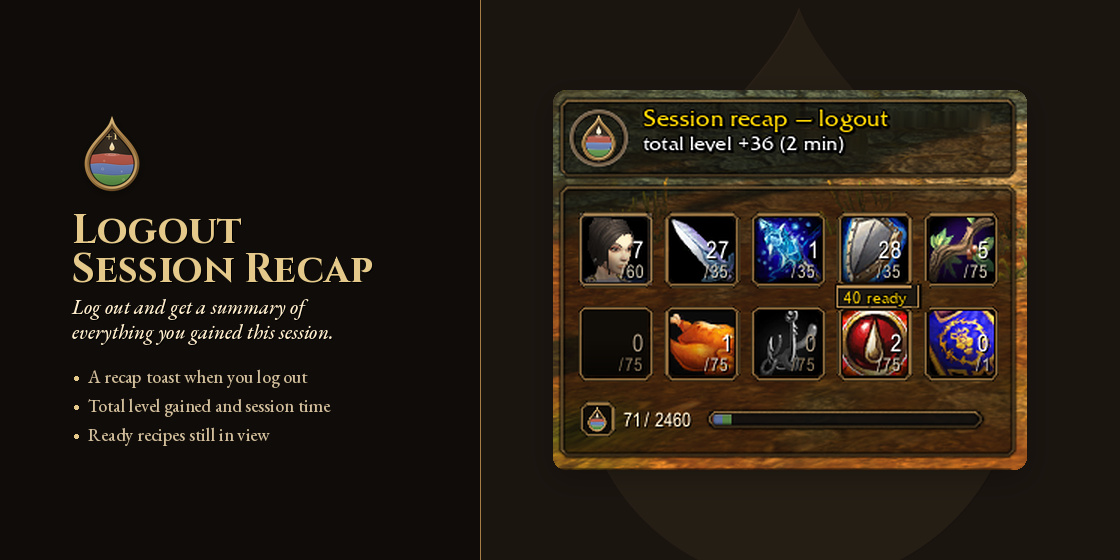 +1
LOGOUT
SESSION RECAP
Log out and get a summary of
everything you gained this session.
• A recap toast when you log out
• Total level gained and session time
• Ready recipes still in view
Session recap — logout
total level +36 (2 min)
7 27 1 28 5
/60 /35 /35 /35 /75
40 ready
0 1 0 2 0
/75 /75 /75 /75 /1
71 / 2460